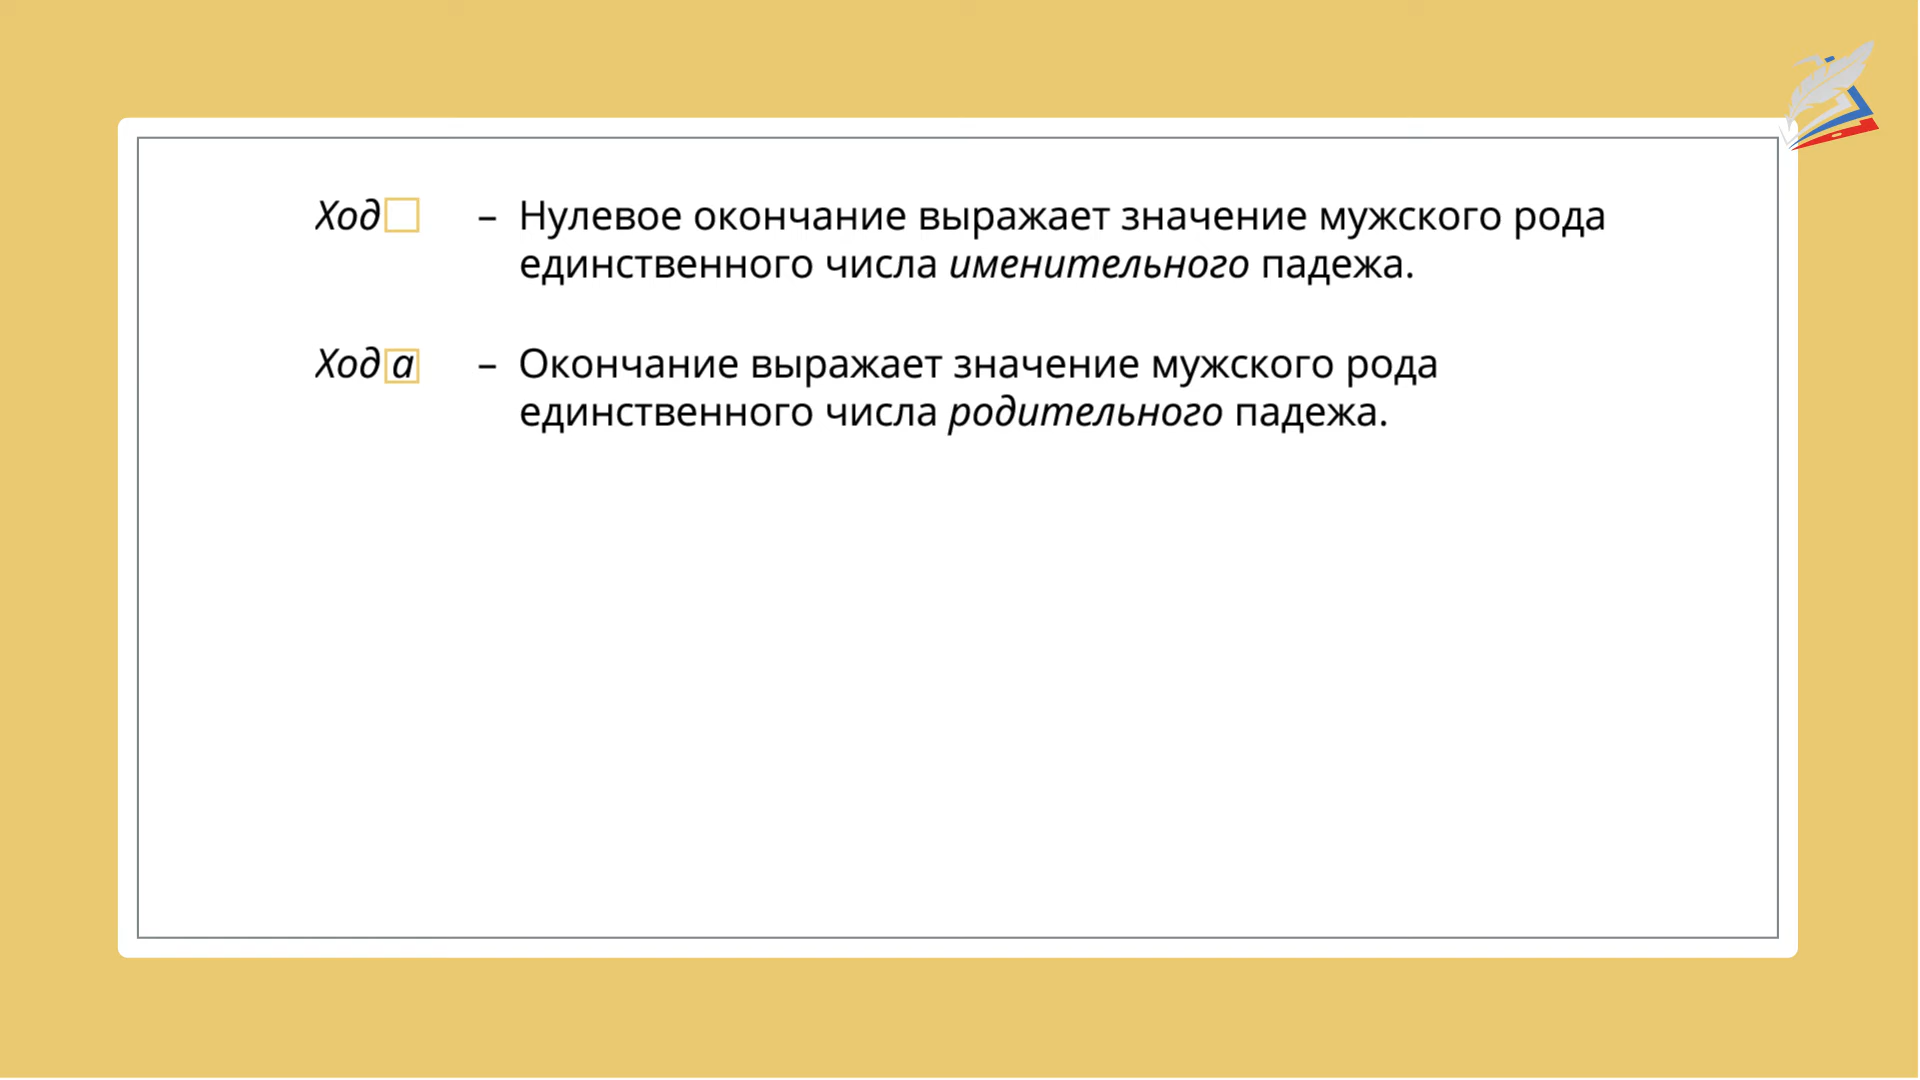 Ход – Нулевое окончание выражает значение мужского рода
единственного числа именительного падежа.
Хода – Окончание выражает значение мужского рода
единственного числа родительного падежа.